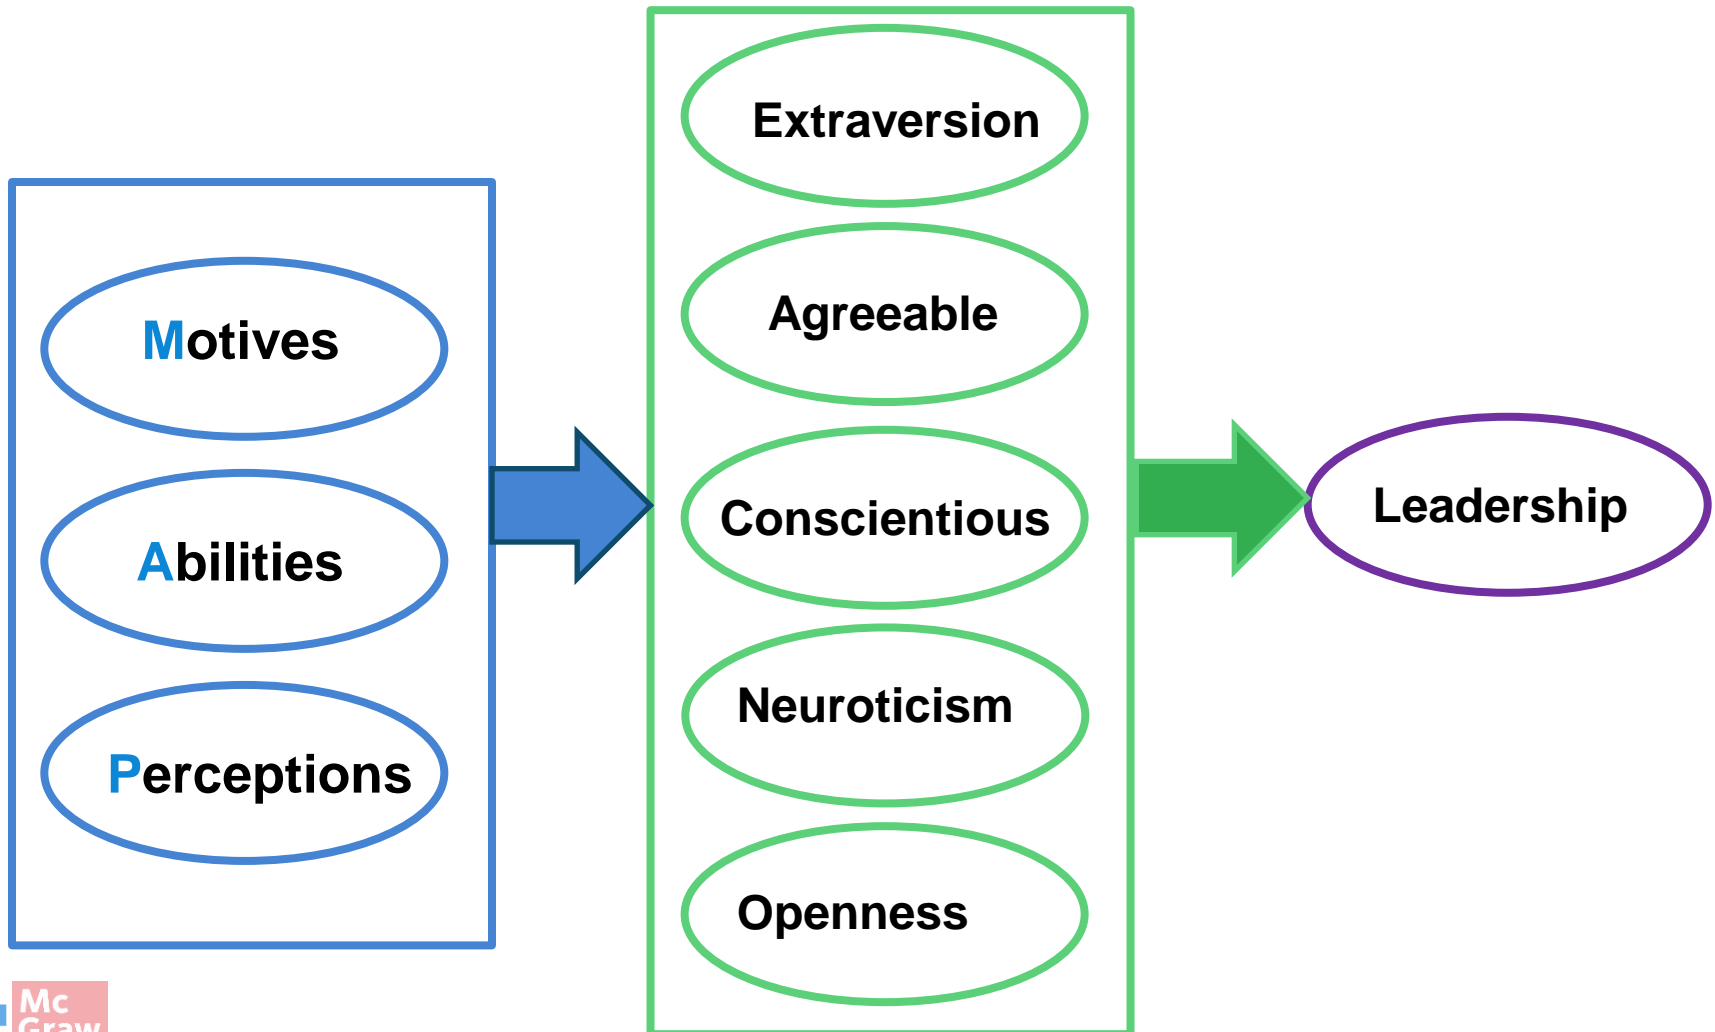 Motives
Abilities
Perceptions
Extraversion
Agreeable
Conscientious
Neuroticism
Openness
Leadership
Mc
Graw